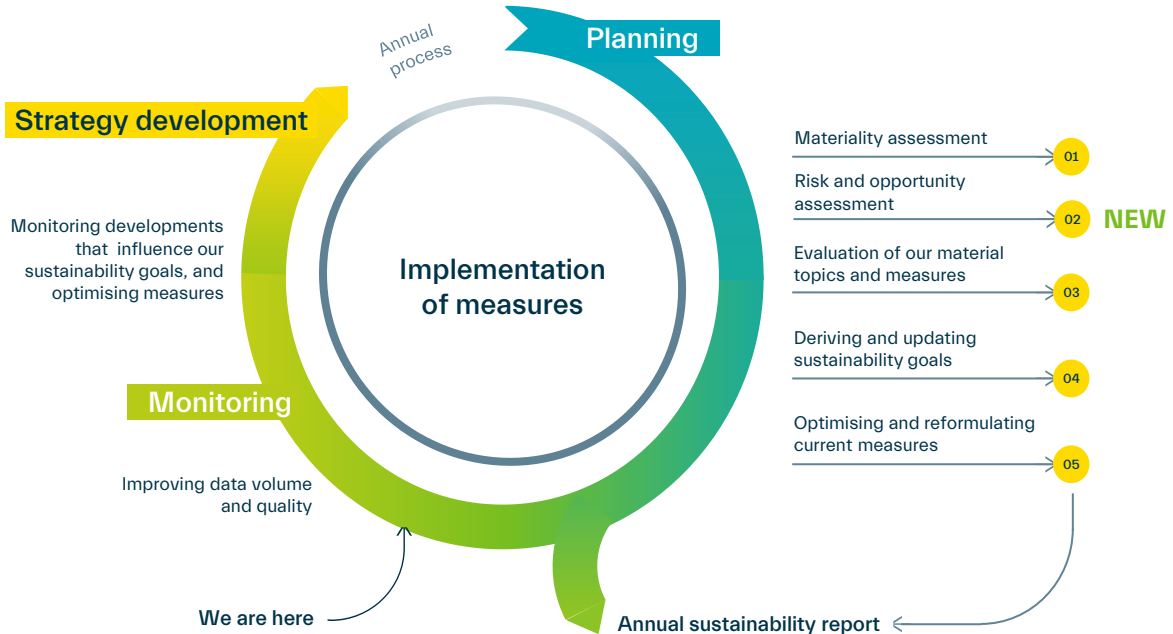 Annual
process
Planning
Strategy development
Materiality assessment
01
Risk and opportunity
assessment
02
NEW
Monitoring developments
that influence our
sustainability goals, and
optimising measures
Evaluation of our material
topics and measures
03
Implementation
of measures
Deriving and updating
sustainability goals
04
Monitoring
Optimising and reformulating
current measures
05
Improving data volume
and quality
We are here
Annual sustainability report